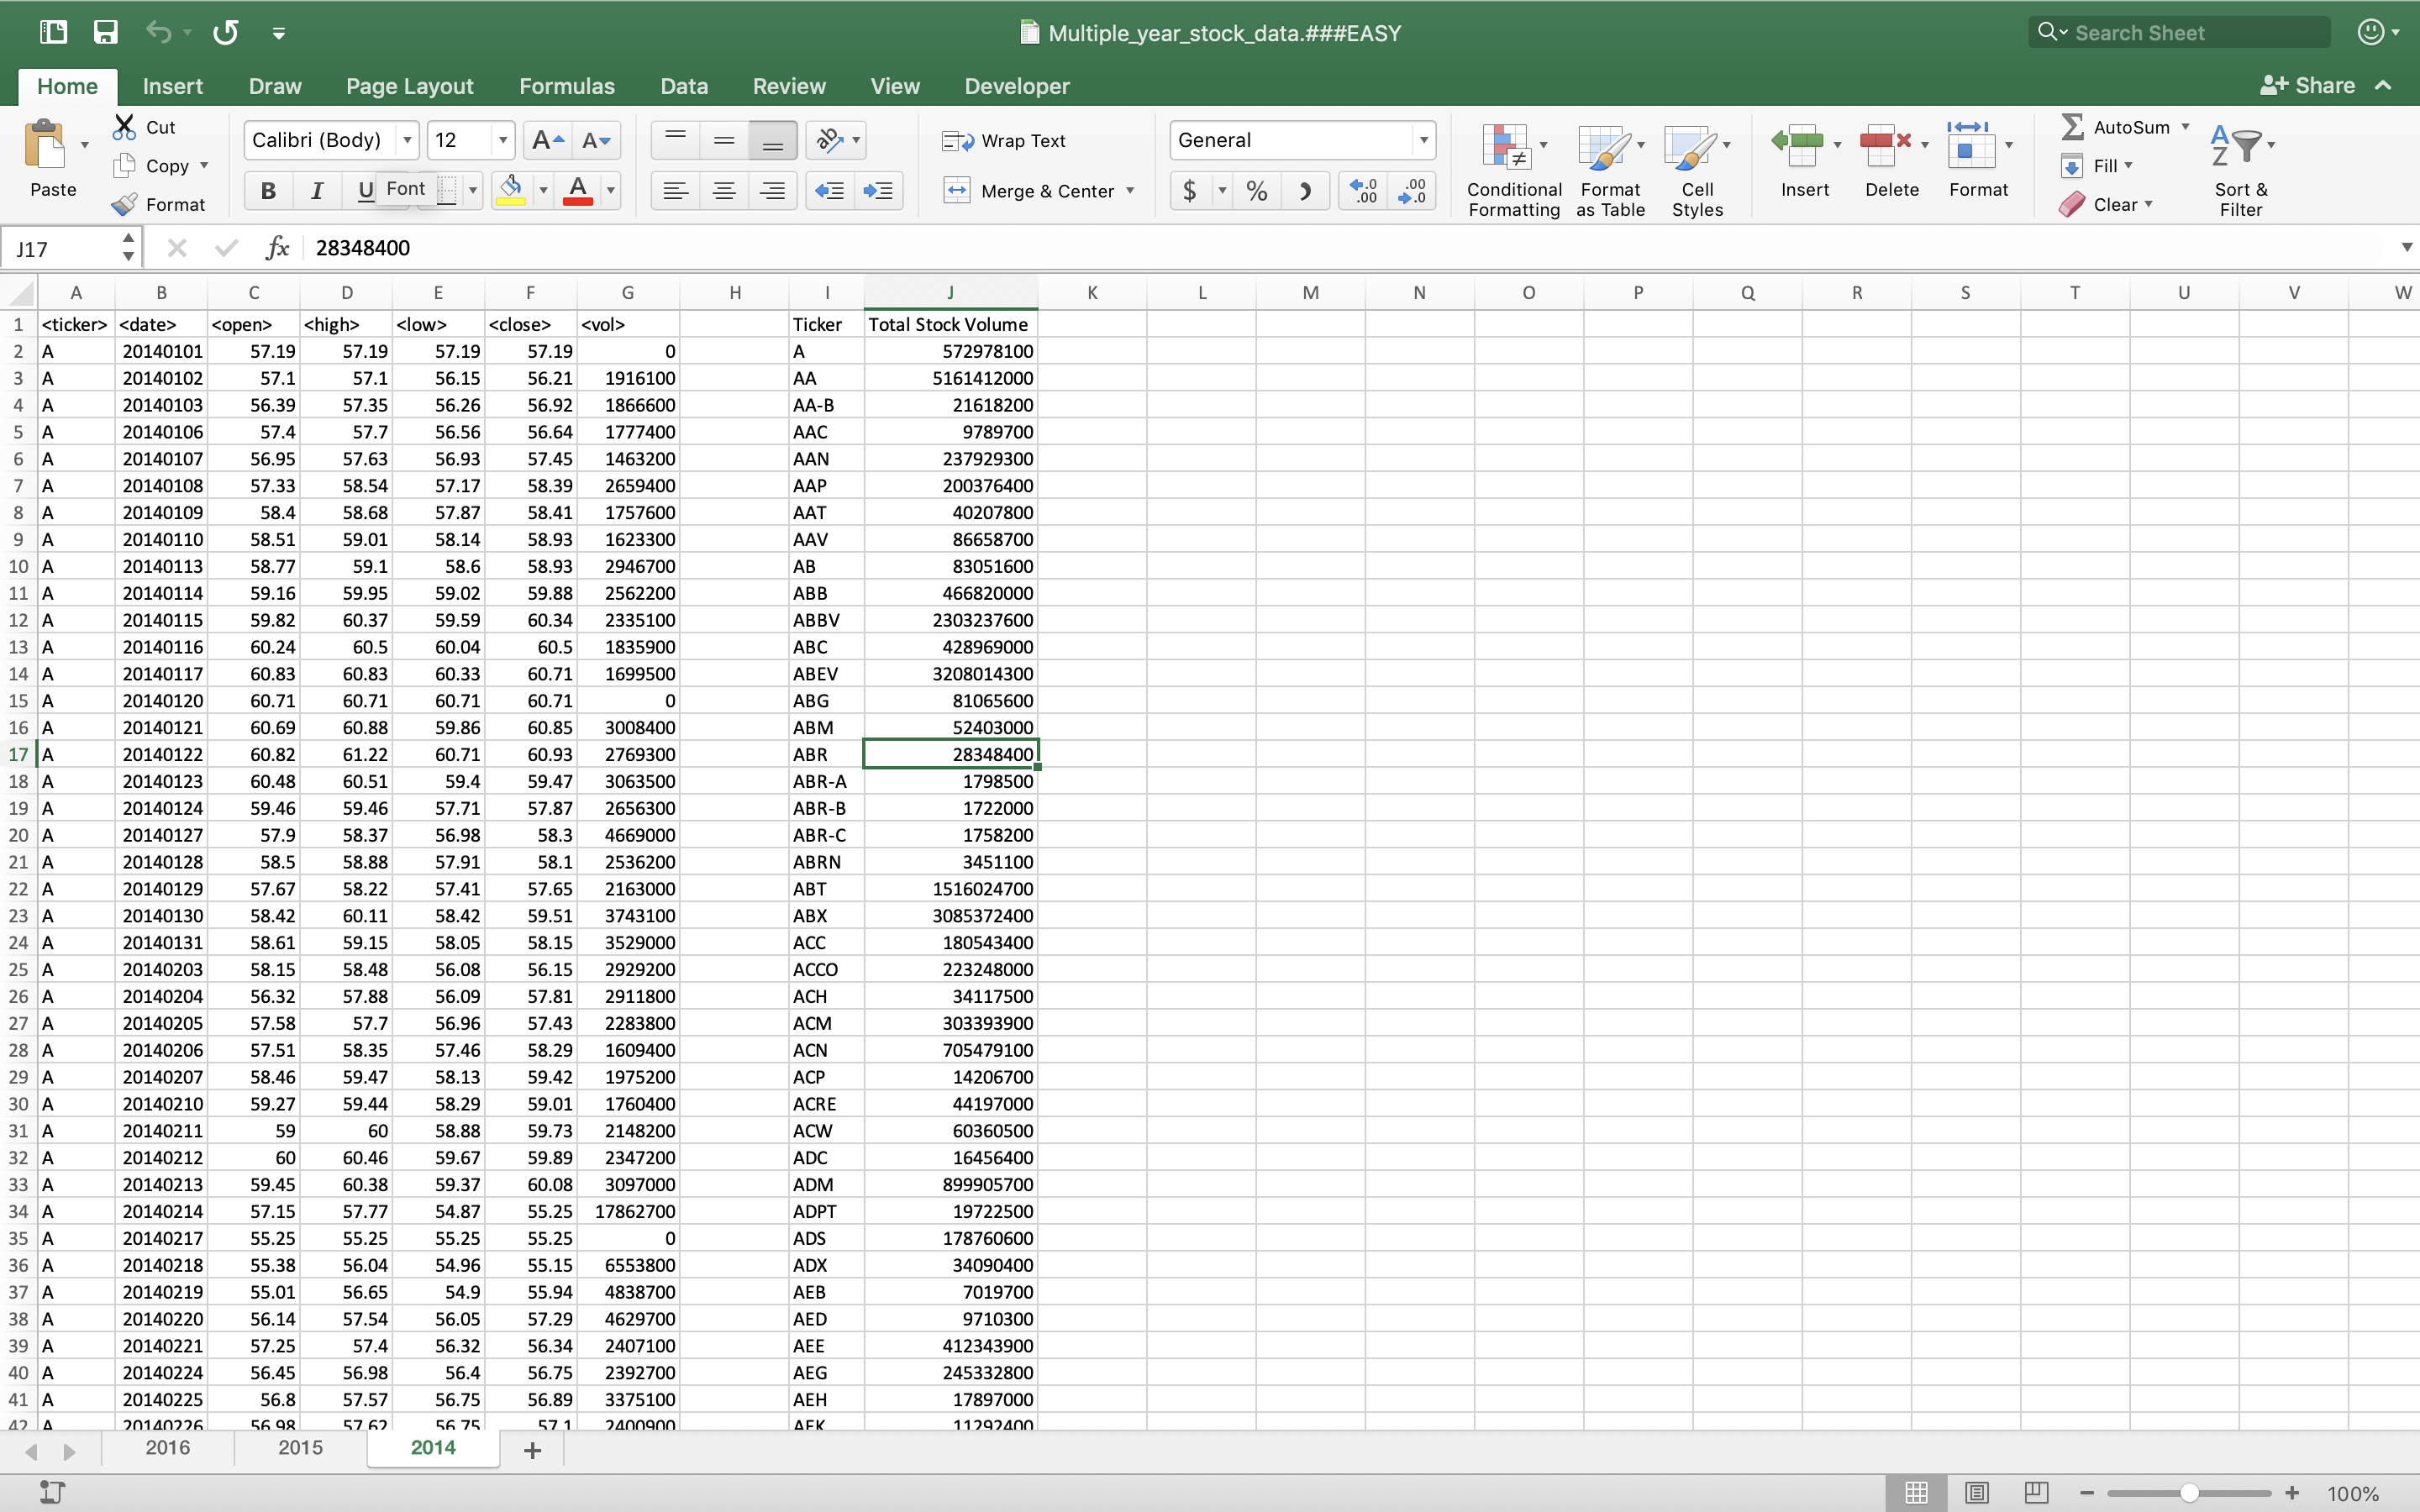 Multiple_year_stock_data.###EASY
Search Sheet
Home Insert Draw Page Layout Formulas Data Review View Developer
Share
Paste
Cut
Copy
Format
Calibri (Body) 12
B I U
Font
Wrap Text
Merge & Center
General
$ %
Conditional Formatting
Format as Table
Cell Styles
Insert Delete Format
AutoSum
Fill
Clear
Sort & Filter
J17 fx 28348400
A B C D E F G H I J K L M N O P Q R S T U V W
1 <ticker> <date> <open> <high> <low> <close> <vol> Ticker Total Stock Volume
2 A 20140101 57.19 57.19 57.19 57.19 0 A 572978100
3 A 20140102 57.1 57.1 56.15 56.21 1916100 AA 5161412000
4 A 20140103 56.39 57.35 56.26 56.92 1866600 AA-B 21618200
5 A 20140106 57.4 57.7 56.56 56.64 1777400 AAC 9789700
6 A 20140107 56.95 57.63 56.93 57.45 1463200 AAN 237929300
7 A 20140108 57.33 58.54 57.17 58.39 2659400 AAP 200376400
8 A 20140109 58.4 58.68 57.87 58.41 1757600 AAT 40207800
9 A 20140110 58.51 59.01 58.14 58.93 1623300 AAV 86658700
10 A 20140113 58.77 59.1 58.6 58.93 2946700 AB 83051600
11 A 20140114 59.16 59.95 59.02 59.88 2562200 ABB 466820000
12 A 20140115 59.82 60.37 59.59 60.34 2335100 ABBV 2303237600
13 A 20140116 60.24 60.5 60.04 60.5 1835900 ABC 428969000
14 A 20140117 60.83 60.83 60.33 60.71 1699500 ABEV 3208014300
15 A 20140120 60.71 60.71 60.71 60.71 0 ABG 81065600
16 A 20140121 60.69 60.88 59.86 60.85 3008400 ABM 52403000
17 A 20140122 60.82 61.22 60.71 60.93 2769300 ABR 28348400
18 A 20140123 60.48 60.51 59.4 59.47 3063500 ABR-A 1798500
19 A 20140124 59.46 59.46 57.71 57.87 2656300 ABR-B 1722000
20 A 20140127 57.9 58.37 56.98 58.3 4669000 ABR-C 1758200
21 A 20140128 58.5 58.88 57.91 58.1 2536200 ABRN 3451100
22 A 20140129 57.67 58.22 57.41 57.65 2163000 ABT 1516024700
23 A 20140130 58.42 60.11 58.42 59.51 3743100 ABX 3085372400
24 A 20140131 58.61 59.15 58.05 58.15 3529000 ACC 180543400
25 A 20140203 58.15 58.48 56.08 56.15 2929200 ACCO 223248000
26 A 20140204 56.32 57.88 56.09 57.81 2911800 ACH 34117500
27 A 20140205 57.58 57.7 56.96 57.43 2283800 ACM 303393900
28 A 20140206 57.51 58.35 57.46 58.29 1609400 ACN 705479100
29 A 20140207 58.46 59.47 58.13 59.42 1975200 ACP 14206700
30 A 20140210 59.27 59.44 58.29 59.01 1760400 ACRE 44197000
31 A 20140211 59 60 58.88 59.73 2148200 ACW 60360500
32 A 20140212 60 60.46 59.67 59.89 2347200 ADC 16456400
33 A 20140213 59.45 60.38 59.37 60.08 3097000 ADM 899905700
34 A 20140214 57.15 57.77 54.87 55.25 17862700 ADPT 19722500
35 A 20140217 55.25 55.25 55.25 55.25 0 ADS 178760600
36 A 20140218 55.38 56.04 54.96 55.15 6553800 ADX 34090400
37 A 20140219 55.01 56.65 54.9 55.94 4838700 AEB 7019700
38 A 20140220 56.14 57.54 56.05 57.29 4629700 AED 9710300
39 A 20140221 57.25 57.4 56.32 56.34 2407100 AEE 412343900
40 A 20140224 56.45 56.98 56.4 56.75 2392700 AEG 245332800
41 A 20140225 56.8 57.57 56.75 56.89 3375100 AEH 17897000
42 A 20140226 56.98 57.62 56.75 57.1 2400900 AEK 11292400
2016 2015 2014 +
100%